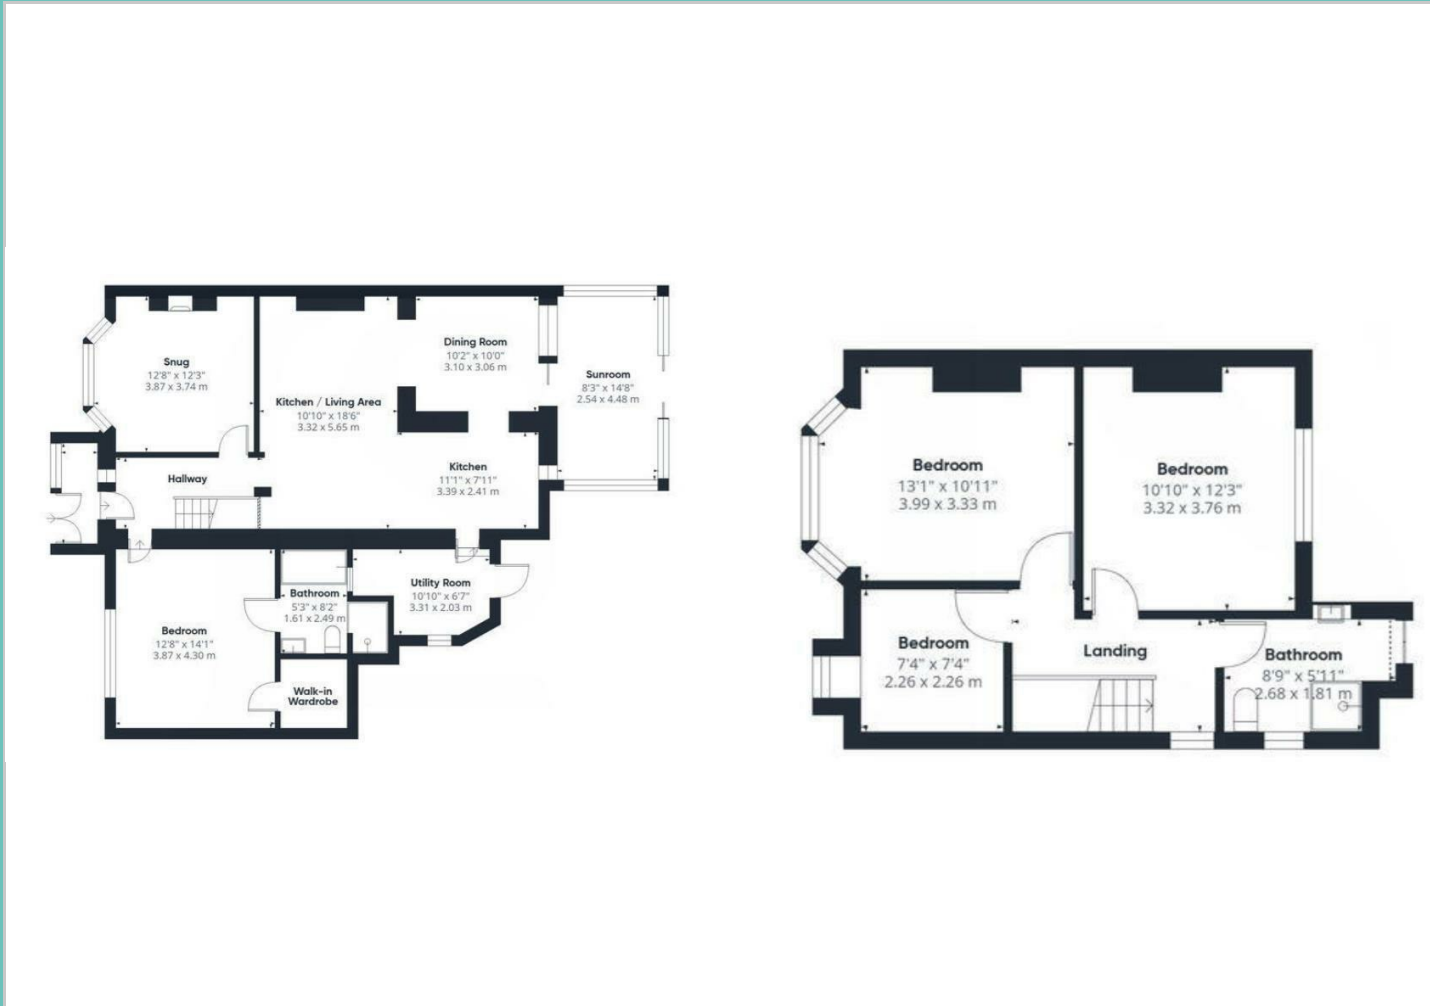 Snug
12'8" x 12'3"
3.87 x 3.74 m
Kitchen / Living Area
10'10" x 18'6"
3.32 x 5.65 m
Dining Room
10'2" x 10'0"
3.10 x 3.06 m
Sunroom
8'3" x 14'8"
2.54 x 4.48 m
Hallway
Kitchen
11'1" x 7'11"
3.39 x 2.41 m
Bedroom
12'8" x 14'1"
3.87 x 4.30 m
Bathroom
5'3" x 8'2"
1.61 x 2.49 m
Utility Room
10'10" x 6'7"
3.31 x 2.03 m
Walk-in
Wardrobe
Bedroom
13'1" x 10'11"
3.99 x 3.33 m
Bedroom
10'10" x 12'3"
3.32 x 3.76 m
Bedroom
7'4" x 7'4"
2.26 x 2.26 m
Landing
Bathroom
8'9" x 5'11"
2.68 x 1.81 m